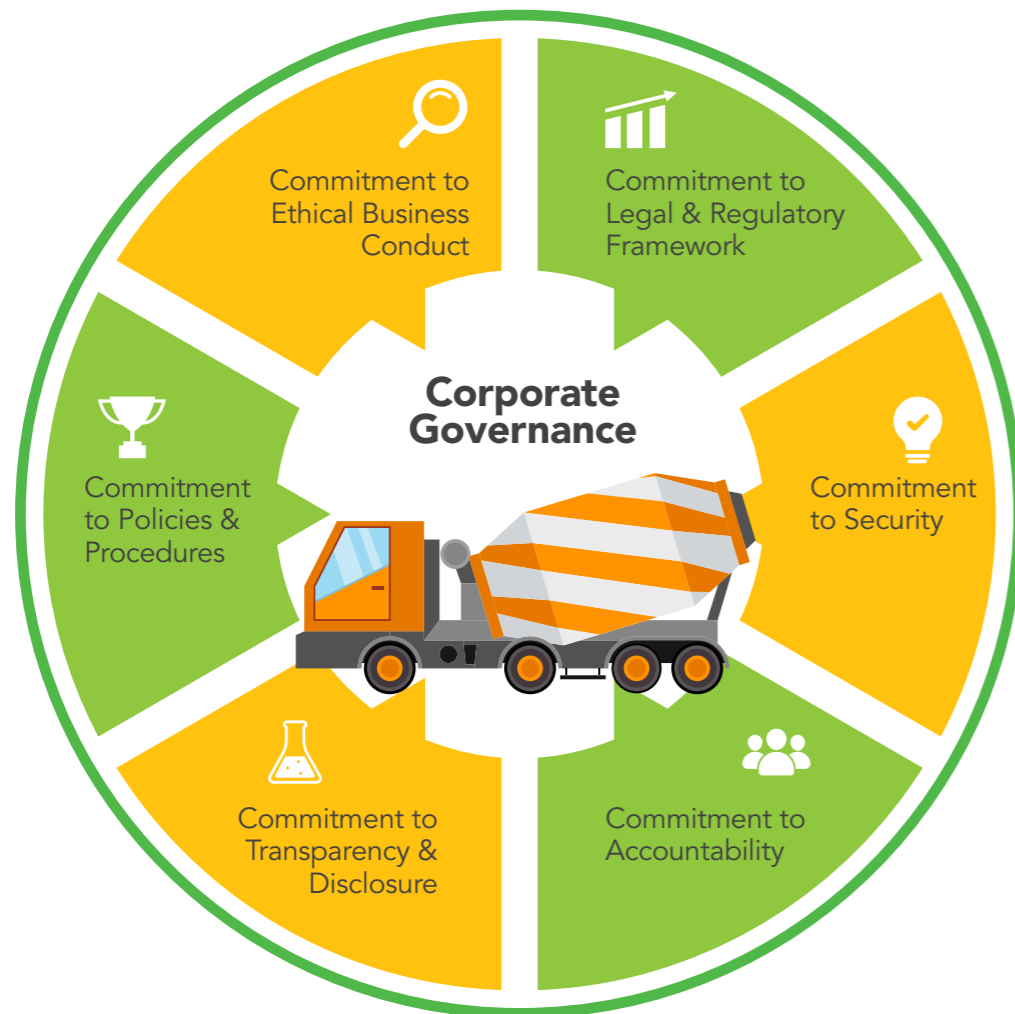 Commitment to
Ethical Business
Conduct
Commitment to
Legal & Regulatory
Framework
Corporate
Governance
Commitment
to Policies &
Procedures
Commitment
to Security
Commitment to
Transparency &
Disclosure
Commitment to
Accountability